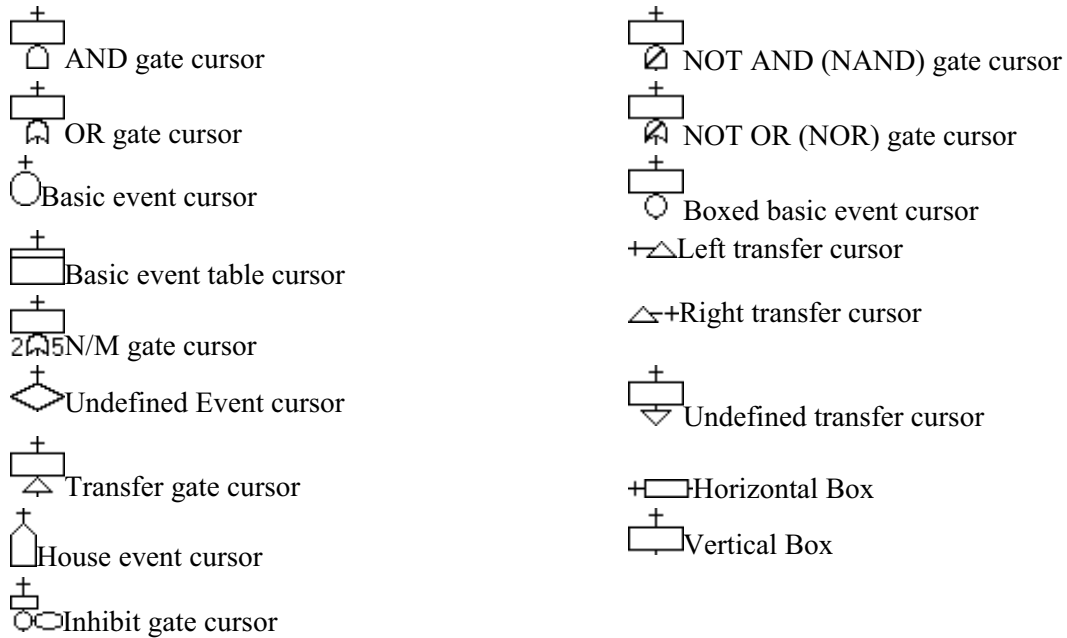 AND gate cursor
NOT AND (NAND) gate cursor
OR gate cursor
NOT OR (NOR) gate cursor
Basic event cursor
Boxed basic event cursor
Basic event table cursor
Left transfer cursor
2 5 N/M gate cursor
Right transfer cursor
Undefined Event cursor
Undefined transfer cursor
Transfer gate cursor
Horizontal Box
House event cursor
Vertical Box
Inhibit gate cursor